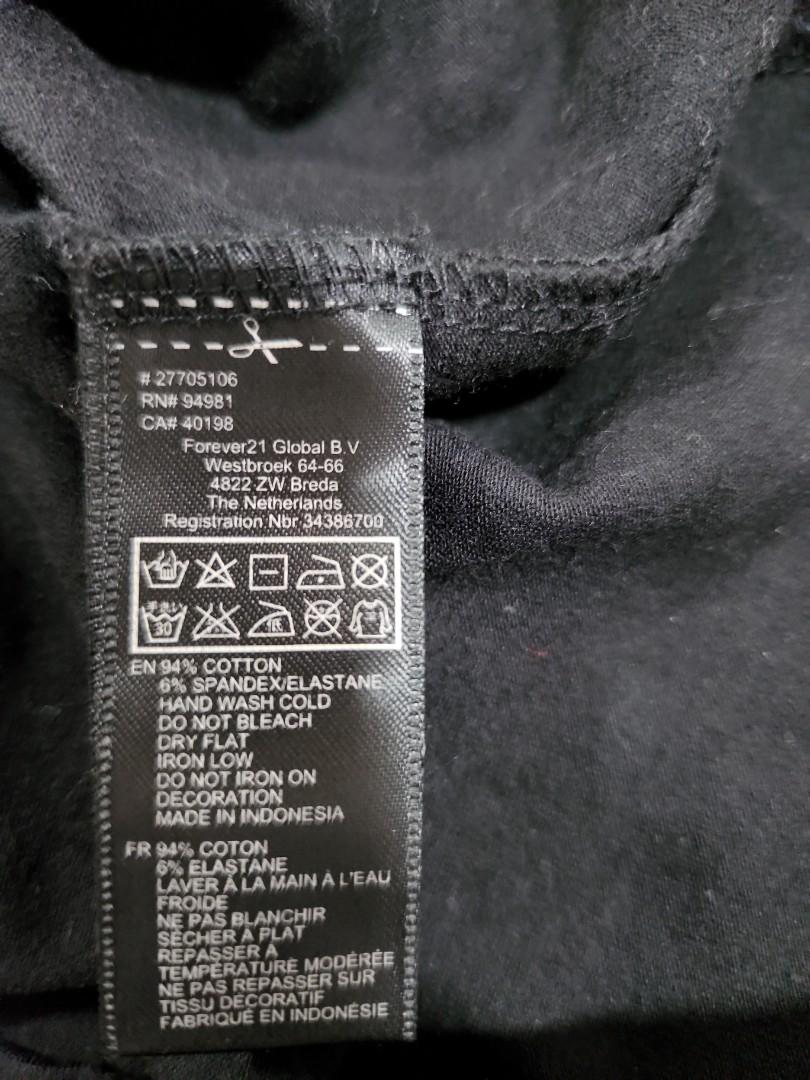 # 27705106
RN# 94981
CA# 40198
Forever21 Global B.V
Westbroek 64-66
4822 ZW Breda
The Netherlands
Registration Nbr 34386700
30
EN 94% COTTON
6% SPANDEX/ELASTANE
HAND WASH COLD
DO NOT BLEACH
DRY FLAT
IRON LOW
DO NOT IRON ON
DECORATION
MADE IN INDONESIA
FR 94% COTON
6% ELASTANE
LAVER À LA MAIN À L'EAU
FROIDE
NE PAS BLANCHIR
SÉCHER À PLAT
REPASSER À
TEMPÉRATURE MODÉRÉE
NE PAS REPASSER SUR
TISSU DÉCORATIF
FABRIQUÉ EN INDONÉSIE